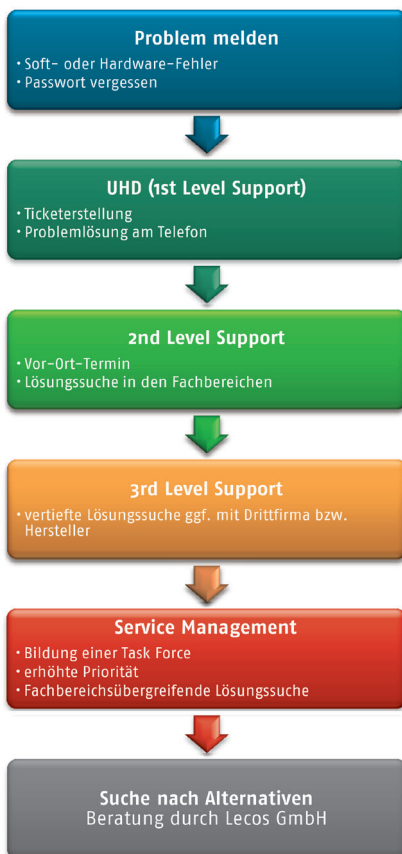 Problem melden
• Soft- oder Hardware-Fehler
• Passwort vergessen
UHD (1st Level Support)
• Ticketerstellung
• Problemlösung am Telefon
2nd Level Support
• Vor-Ort-Termin
• Lösungssuche in den Fachbereichen
3rd Level Support
• vertiefte Lösungssuche ggf. mit Drittfirma bzw.
Hersteller
Service Management
• Bildung einer Task Force
• erhöhte Priorität
• Fachbereichsübergreifende Lösungssuche
Suche nach Alternativen
Beratung durch Lecos GmbH